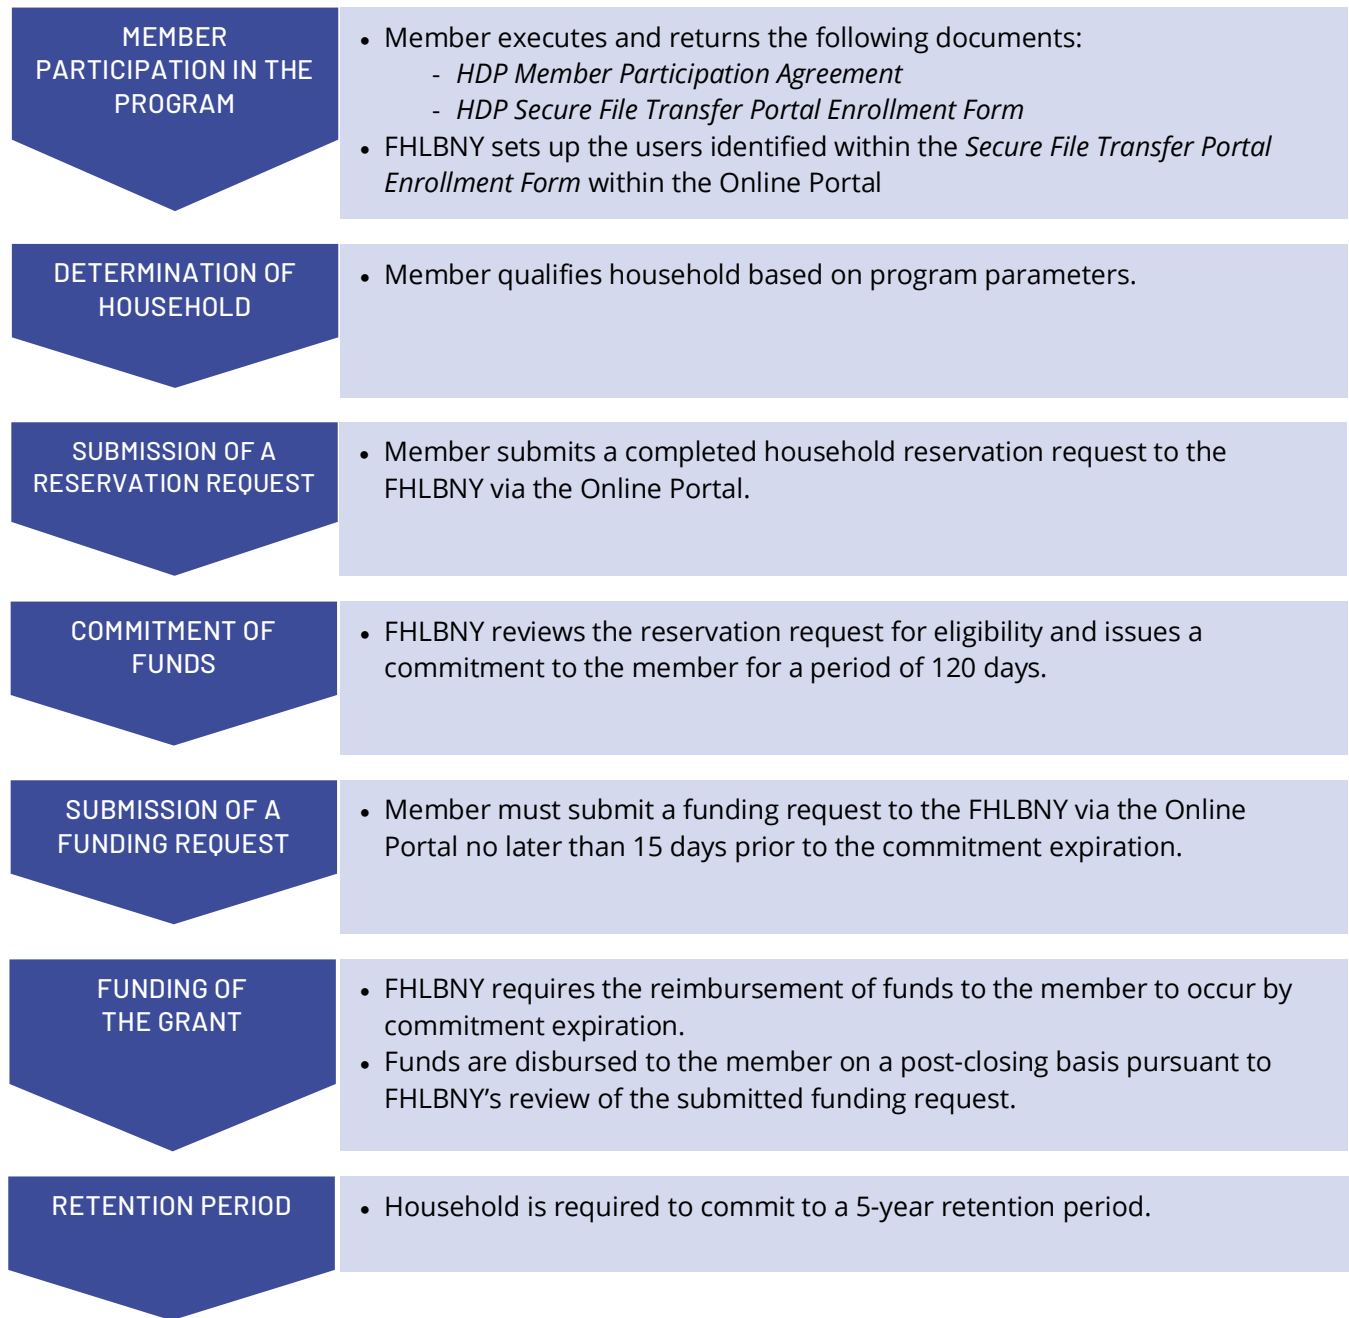 MEMBER
PARTICIPATION IN THE
PROGRAM
• Member executes and returns the following documents:
- HDP Member Participation Agreement
- HDP Secure File Transfer Portal Enrollment Form
• FHLBNY sets up the users identified within the Secure File Transfer Portal
Enrollment Form within the Online Portal
DETERMINATION OF
HOUSEHOLD
• Member qualifies household based on program parameters.
SUBMISSION OF A
RESERVATION REQUEST
• Member submits a completed household reservation request to the
FHLBNY via the Online Portal.
COMMITMENT OF
FUNDS
• FHLBNY reviews the reservation request for eligibility and issues a
commitment to the member for a period of 120 days.
SUBMISSION OF A
FUNDING REQUEST
• Member must submit a funding request to the FHLBNY via the Online
Portal no later than 15 days prior to the commitment expiration.
FUNDING OF
THE GRANT
• FHLBNY requires the reimbursement of funds to the member to occur by
commitment expiration.
• Funds are disbursed to the member on a post-closing basis pursuant to
FHLBNY’s review of the submitted funding request.
RETENTION PERIOD
• Household is required to commit to a 5-year retention period.